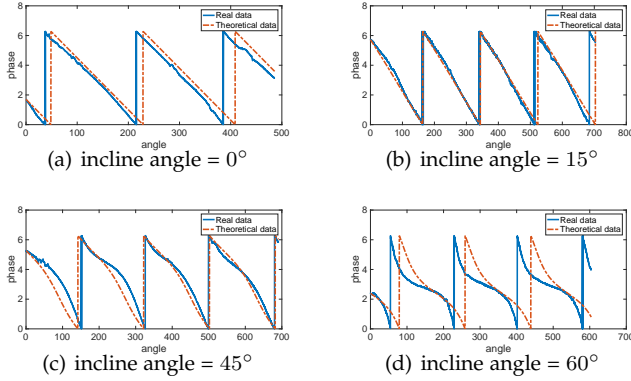 8
6
4
2
0
phase
0 100 200 300 400 500
angle
Real data
Theoretical data
(a) incline angle = 0°
8
6
4
2
0
phase
0 100 200 300 400 500 600 700 800
angle
Real data
Theoretical data
(b) incline angle = 15°
8
6
4
2
0
phase
0 100 200 300 400 500 600 700
angle
Real data
Theoretical data
(c) incline angle = 45°
8
6
4
2
0
phase
0 100 200 300 400 500 600 700
angle
Real data
Theoretical data
(d) incline angle = 60°